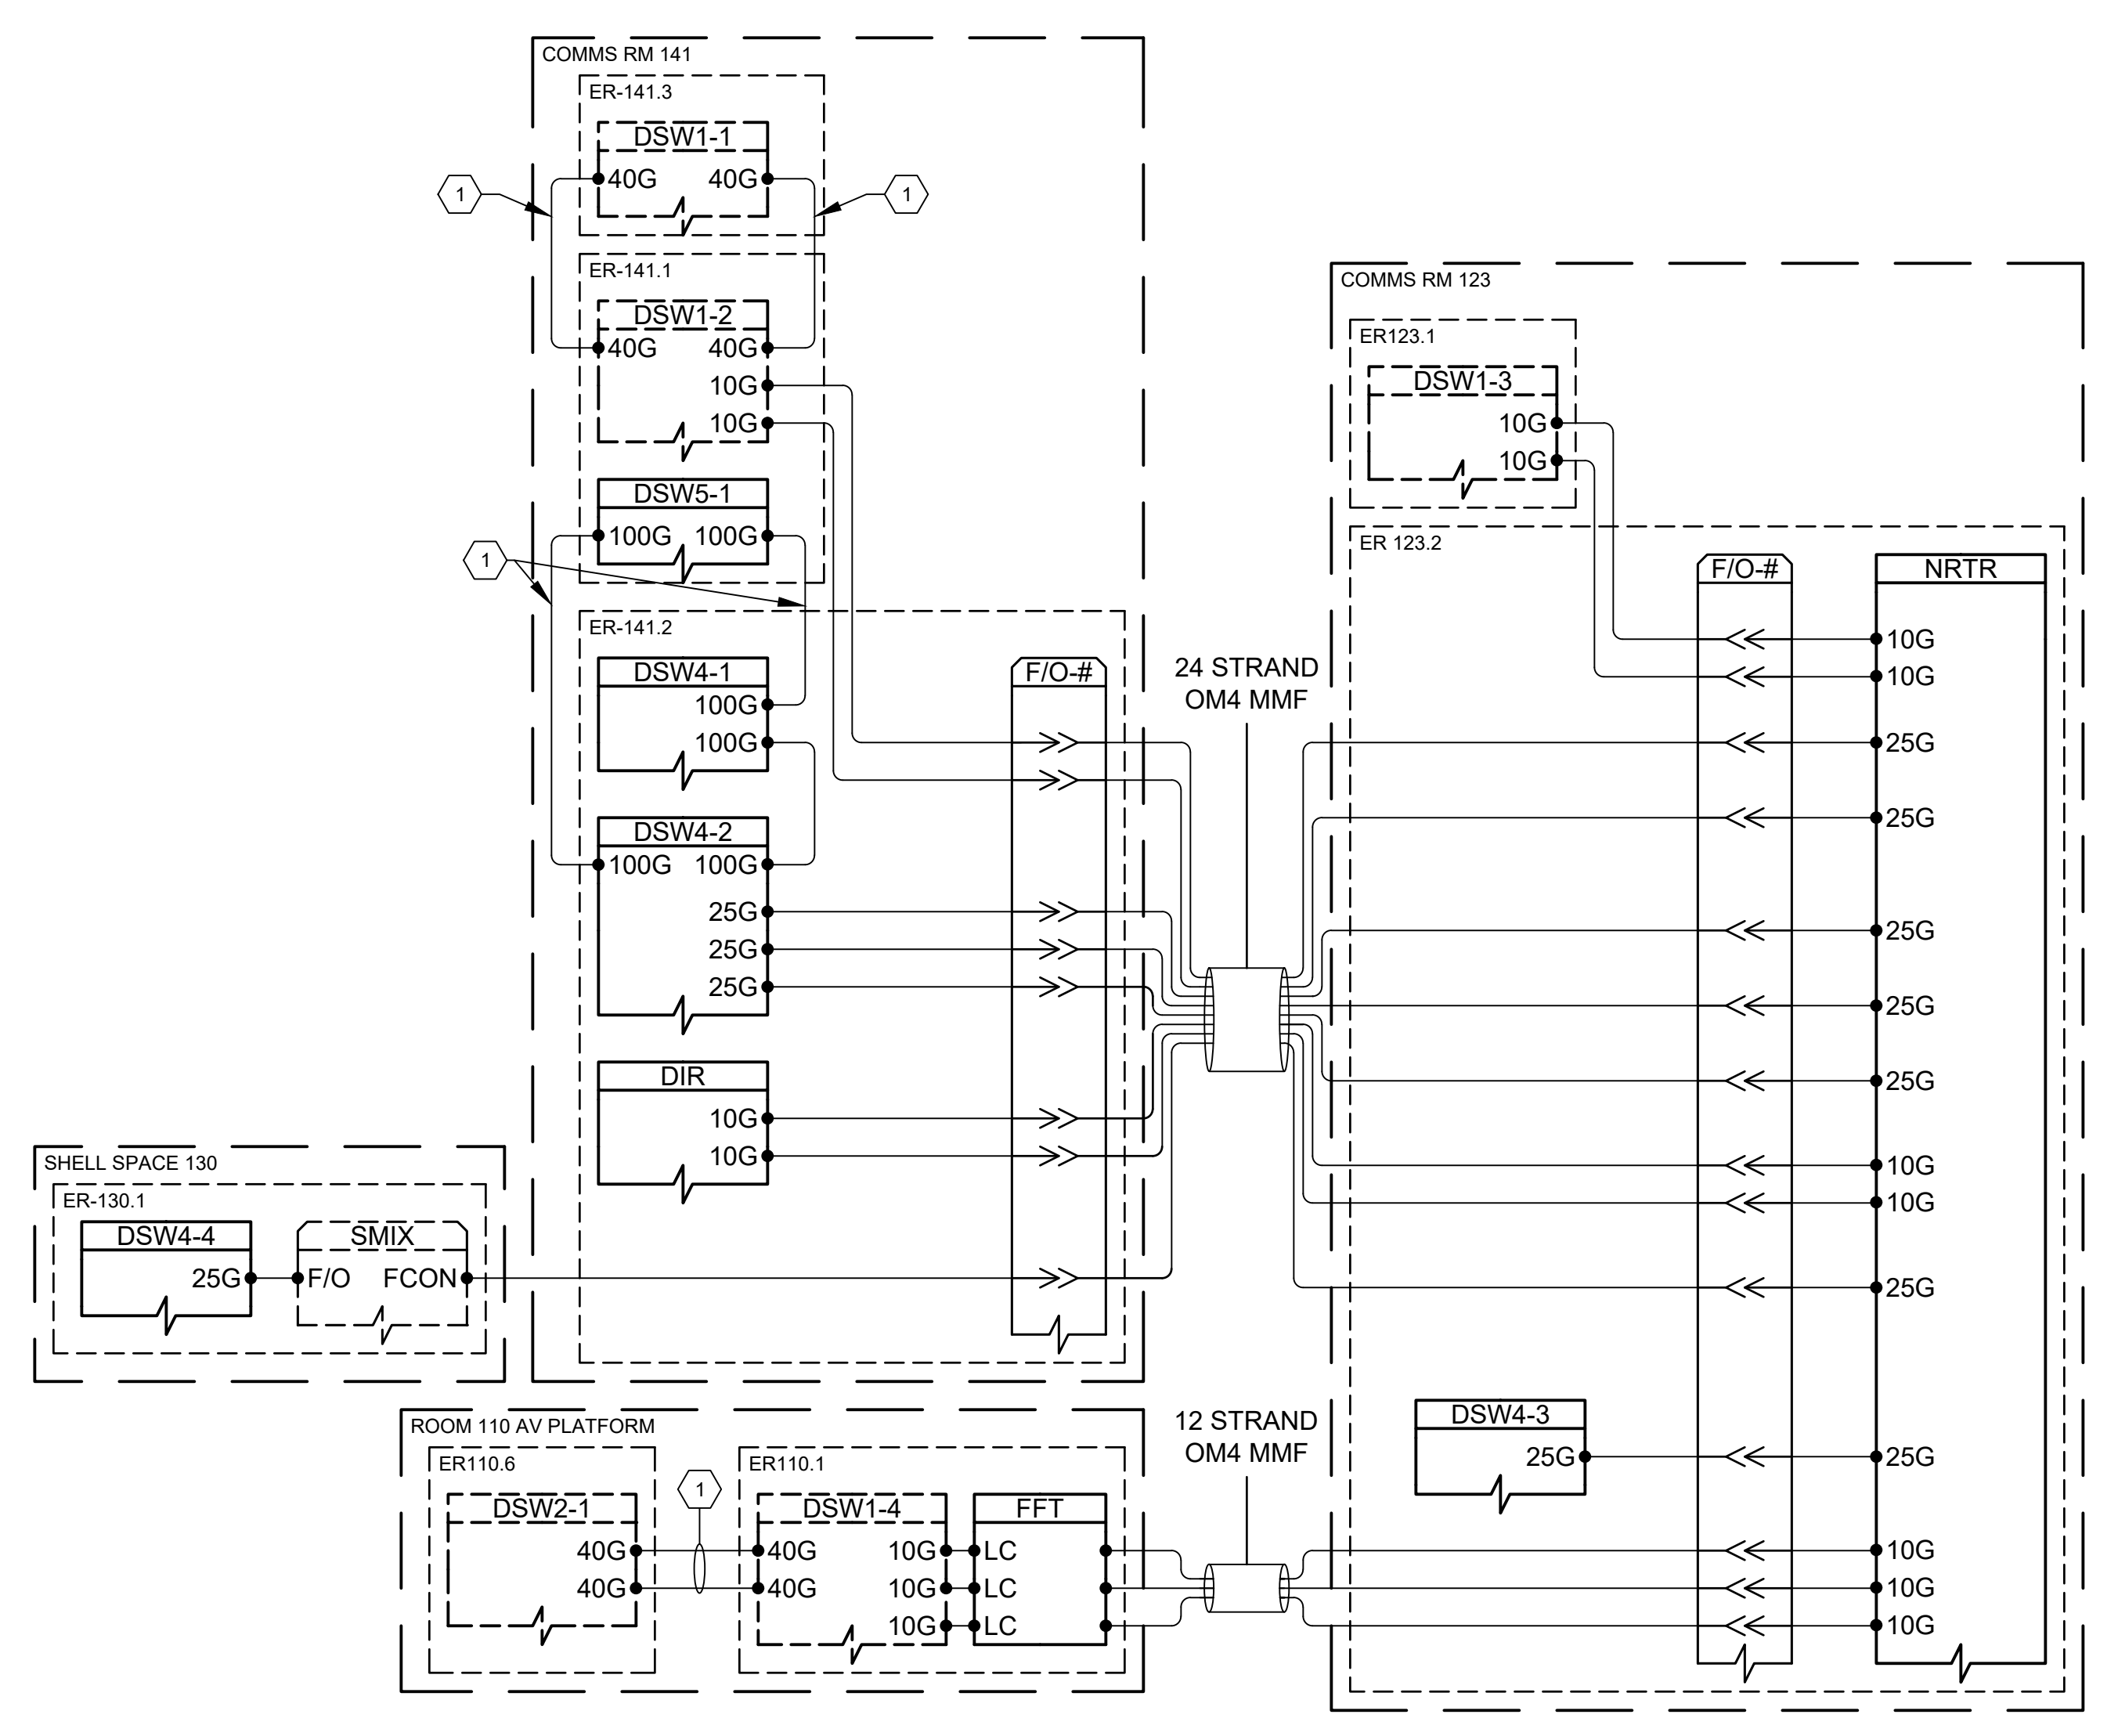 COMMS RM 141
ER-141.3
DSW1-1
40G 40G
1
1
ER-141.1
DSW1-2
40G 40G
10G
10G
DSW5-1
100G 100G
1
ER-141.2
DSW4-1
100G
100G
DSW4-2
100G 100G
25G
25G
25G
DIR
10G
10G
F/O-#
24 STRAND
OM4 MMF
SHELL SPACE 130
ER-130.1
DSW4-4
25G
SMIX
F/O FCON
ROOM 110 AV PLATFORM
ER110.6
DSW2-1
40G
40G
1
ER110.1
DSW1-4
40G 10G
40G 10G
10G
FFT
LC
LC
LC
12 STRAND
OM4 MMF
COMMS RM 123
ER123.1
DSW1-3
10G
10G
ER 123.2
F/O-#
NRTR
10G
10G
25G
25G
25G
25G
25G
10G
10G
25G
DSW4-3
25G
25G
10G
10G
10G